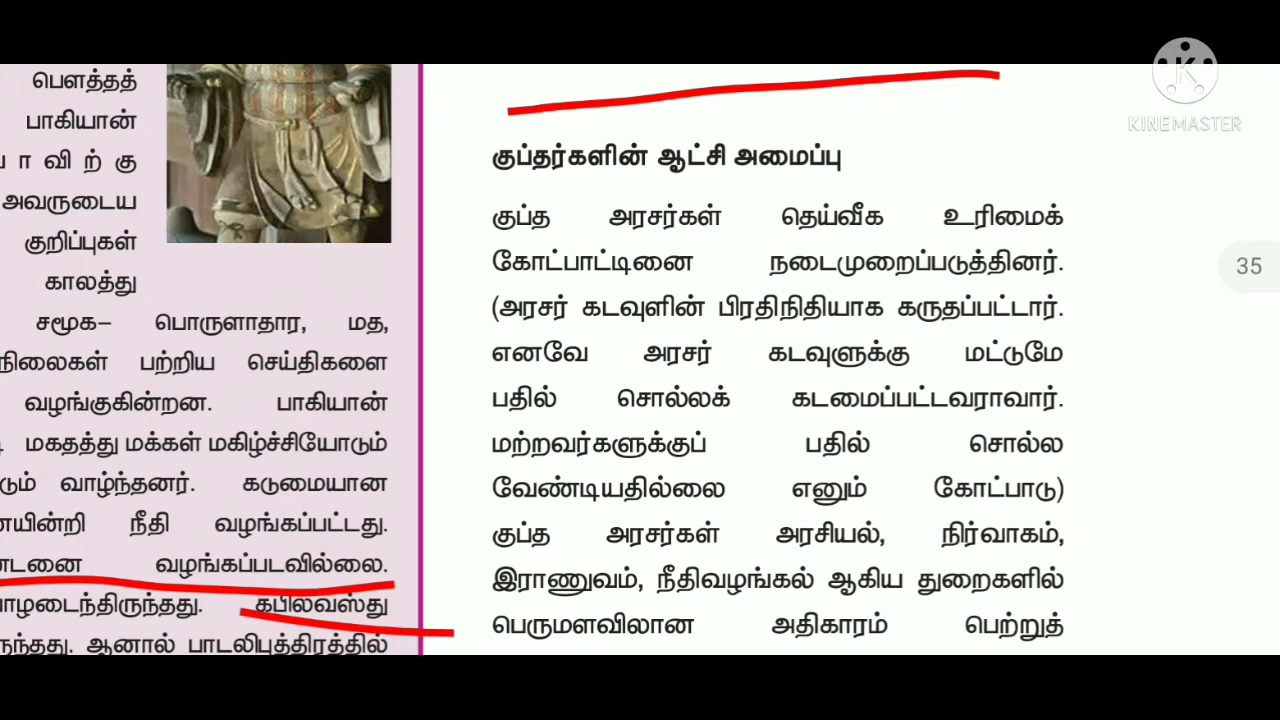 பௌத்தத்
பாகியான்
அவருடைய
குறிப்புகள்
காலத்து
சமூக– பொருளாதார, மத,
பற்றிய செய்திகளை
வழங்குகின்றன. பாகியான்
மகதத்து மக்கள் மகிழ்ச்சியோடும்
வாழ்ந்தனர். கடுமையான
நீதி வழங்கப்பட்டது.
வழங்கப்படவில்லை.
கபிலவஸ்து
ஆனால் பாடலிபுத்திரத்தில்
குப்தர்களின் ஆட்சி அமைப்பு
குப்த அரசர்கள் தெய்வீக உரிமைக்
கோட்பாட்டினை நடைமுறைப்படுத்தினர்.
(அரசர் கடவுளின் பிரதிநிதியாக கருதப்பட்டார்.
எனவே அரசர் கடவுளுக்கு மட்டுமே
பதில் சொல்லக் கடமைப்பட்டவராவார்.
மற்றவர்களுக்குப் பதில் சொல்ல
வேண்டியதில்லை எனும் கோட்பாடு)
குப்த அரசர்கள் அரசியல், நிர்வாகம்,
இராணுவம், நீதிவழங்கல் ஆகிய துறைகளில்
பெருமளவிலான அதிகாரம் பெற்றுத்
35
K
KINEMASTER